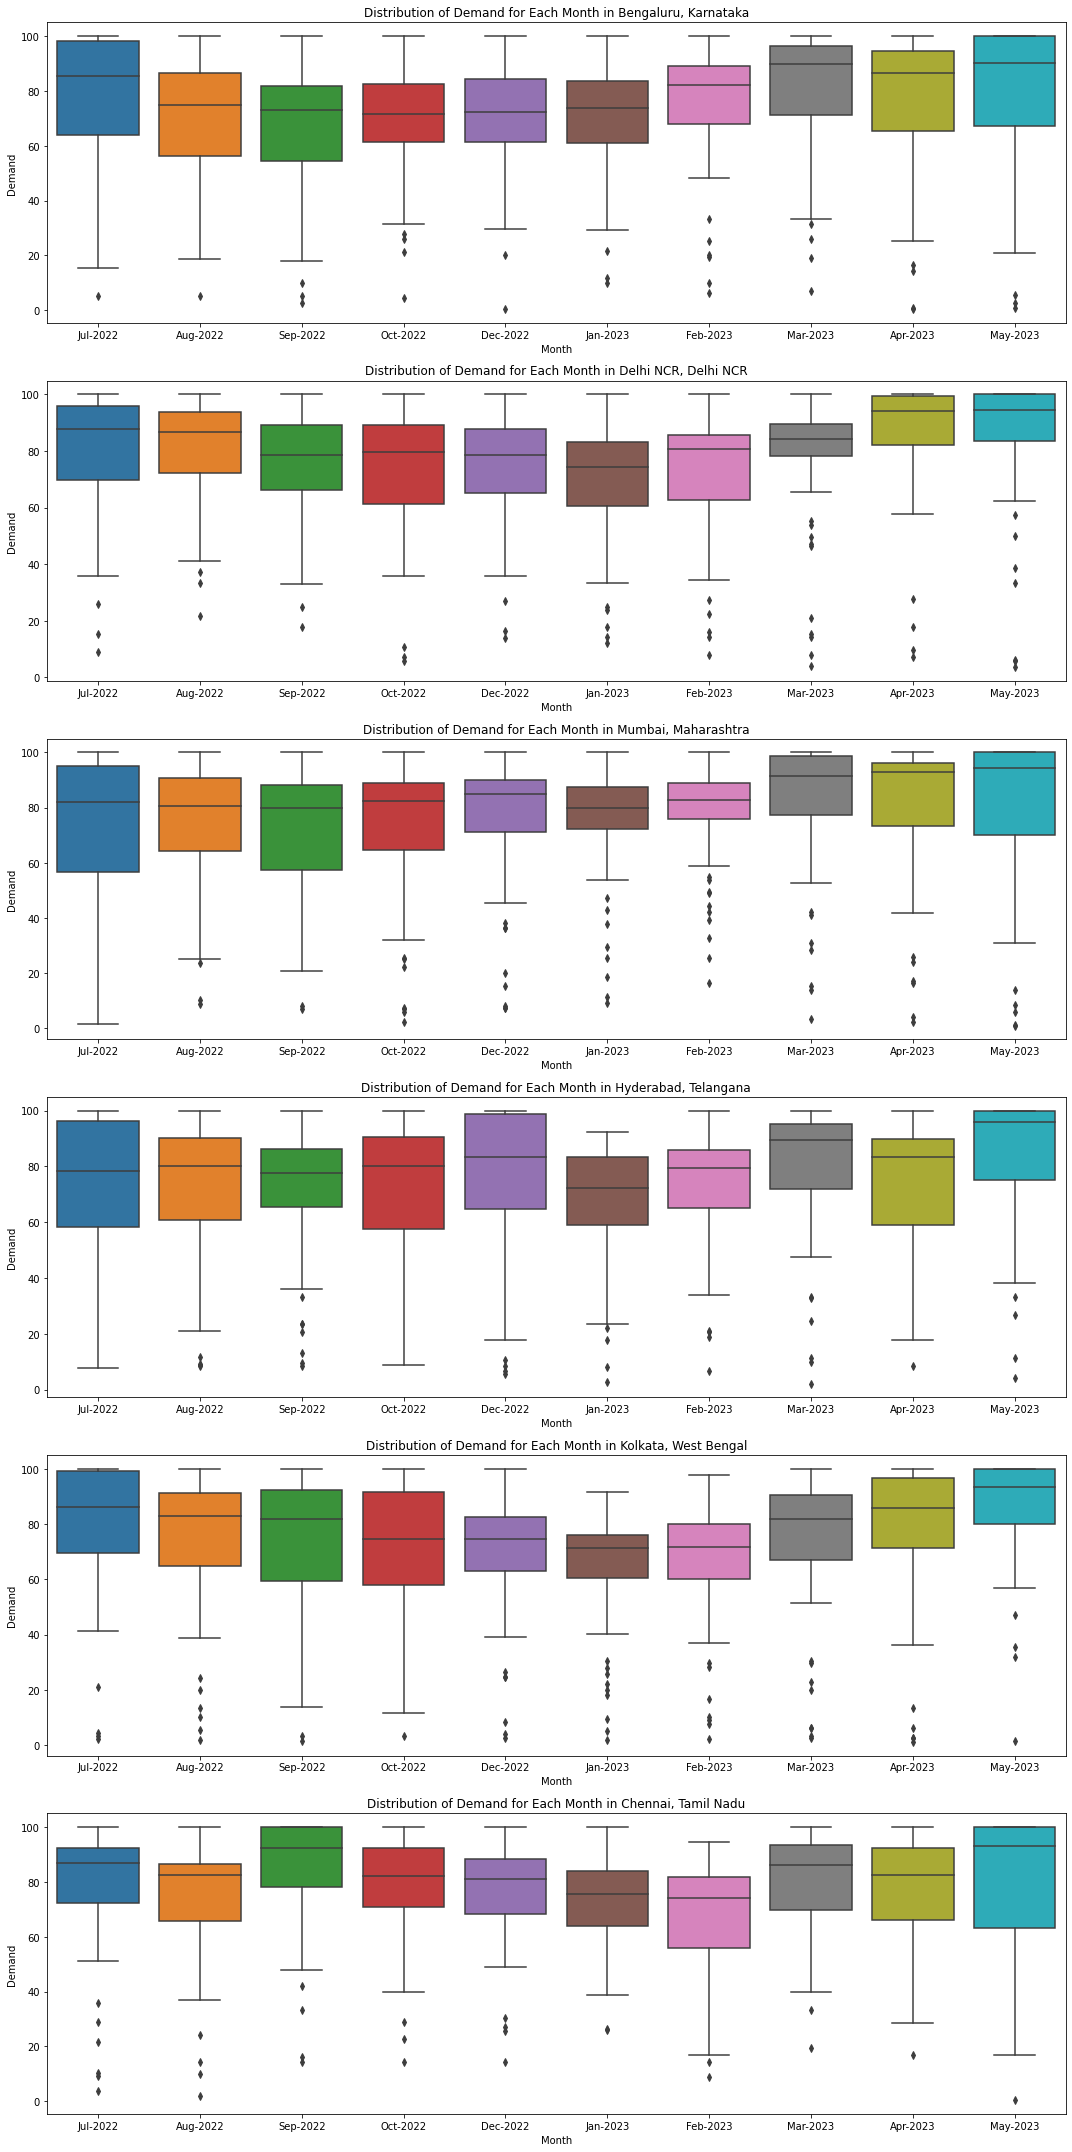 Distribution of Demand for Each Month in Bengaluru, Karnataka
100
80
60
40
20
0
Demand
Jul-2022 Aug-2022 Sep-2022 Oct-2022 Dec-2022 Jan-2023 Feb-2023 Mar-2023 Apr-2023 May-2023
Month
Distribution of Demand for Each Month in Delhi NCR, Delhi NCR
100
80
60
40
20
0
Demand
Jul-2022 Aug-2022 Sep-2022 Oct-2022 Dec-2022 Jan-2023 Feb-2023 Mar-2023 Apr-2023 May-2023
Month
Distribution of Demand for Each Month in Mumbai, Maharashtra
100
80
60
40
20
0
Demand
Jul-2022 Aug-2022 Sep-2022 Oct-2022 Dec-2022 Jan-2023 Feb-2023 Mar-2023 Apr-2023 May-2023
Month
Distribution of Demand for Each Month in Hyderabad, Telangana
100
80
60
40
20
0
Demand
Jul-2022 Aug-2022 Sep-2022 Oct-2022 Dec-2022 Jan-2023 Feb-2023 Mar-2023 Apr-2023 May-2023
Month
Distribution of Demand for Each Month in Kolkata, West Bengal
100
80
60
40
20
0
Demand
Jul-2022 Aug-2022 Sep-2022 Oct-2022 Dec-2022 Jan-2023 Feb-2023 Mar-2023 Apr-2023 May-2023
Month
Distribution of Demand for Each Month in Chennai, Tamil Nadu
100
80
60
40
20
0
Demand
Jul-2022 Aug-2022 Sep-2022 Oct-2022 Dec-2022 Jan-2023 Feb-2023 Mar-2023 Apr-2023 May-2023
Month